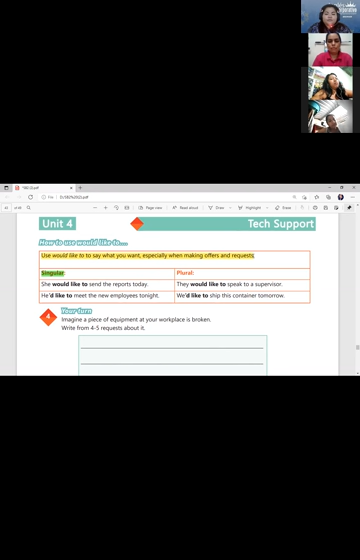 Unit 4
Tech Support
How to use would like to....
Use would like to to say what you want, especially when making offers and requests
Singular:
Plural:
She would like to send the reports today.
They would like to speak to a supervisor.
He'd like to meet the new employees tonight.
We'd like to ship this container tomorrow.
4
Your turn
Imagine a piece of equipment at your workplace is broken.
Write from 4-5 requests about it.
Page view
Read aloud
Draw
Highlight
Erase